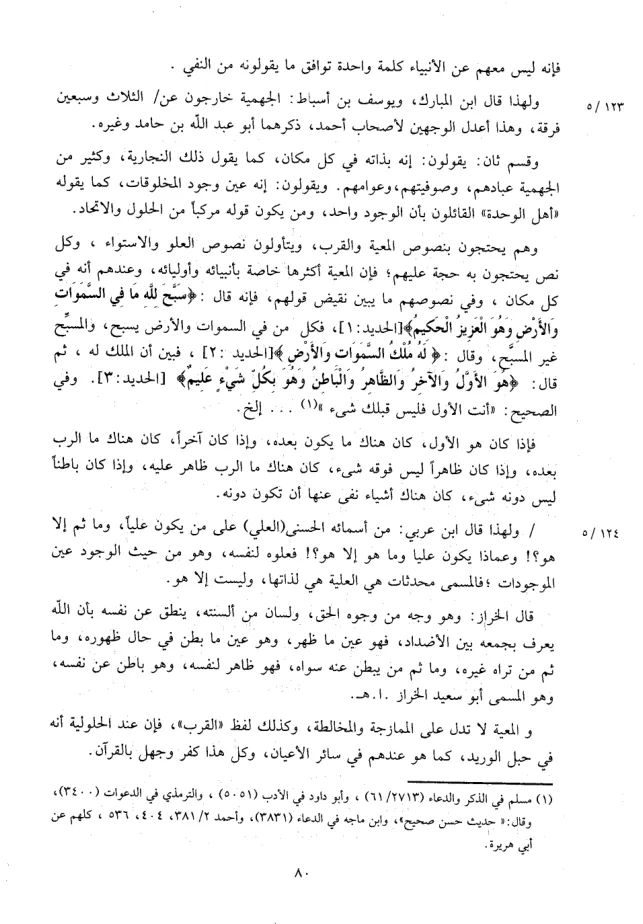 فإنه ليس معهم عن الأنبياء كلمة واحدة توافق ما يقولونه من النفي .
ولهذا قال ابن المبارك، ويوسف بن أسباط: الجهمية خارجون عن/ الثلاث وسبعين
٥/١٢٣
فرقة، وهذا أعدل الوجهين لأصحاب أحمد، ذكرهما أبو عبد الله بن حامد وغيره.
وقسم ثان: يقولون: إنه بذاته في كل مكان، كما يقول ذلك النجارية، وكثير من
الجهمية عبادهم، وصوفيتهم، وعوامهم. ويقولون: إنه عين وجود المخلوقات، كما يقوله
«أهل الوحدة» القائلون بأن الوجود واحد، ومن يكون قوله مركباً من الحلول والاتحاد.
وهم يحتجون بنصوص المعية والقرب، ويتأولون نصوص العلو والاستواء ، وكل
نص يحتجون به حجة عليهم؛ فإن المعية أكثرها خاصة بأنبيائه وأوليائه، وعندهم أنه في
كل مكان ، وفي نصوصهم ما يبين نقيض قولهم، فإنه قال :﴿سَبَّحَ لِلَّهِ مَا فِي السَّمَوَاتِ
وَالأَرْضِ وَهُوَ الْعَزِيزُ الْحَكِيمُ﴾[الحديد:١]، فكل من في السموات والأرض يسبح، والمسبِّح
غير المسبَّح، وقال :﴿ لَهُ مُلْكُ السَّمَوَاتِ وَالأَرْضِ ﴾[الحديد :٢] ، فبين أن الملك له ، ثم
قال: ﴿هُوَ الأَوَّلُ وَالآخِرُ وَالظَّاهِرُ وَالْبَاطِنُ وَهُوَ بِكُلِّ شَيْءٍ عَلِيمٌ﴾ [الحديد:٣]. وفي
الصحيح: «أنت الأول فليس قبلك شىء »(١) . . . إلخ.
فإذا كان هو الأول، كان هناك ما يكون بعده، وإذا كان آخراً، كان هناك ما الرب
بعده، وإذا كان ظاهراً ليس فوقه شىء، كان هناك ما الرب ظاهر عليه، وإذا كان باطناً
ليس دونه شىء، كان هناك أشياء نفى عنها أن تكون دونه.
/ ولهذا قال ابن عربي: من أسمائه الحسنى(العلي) على من يكون علياً، وما ثم إلا
٥/١٢٤
هو؟! وعماذا يكون عليا وما هو إلا هو؟! فعلوه لنفسه، وهو من حيث الوجود عين
الموجودات ؛فالمسمى محدثات هي العلية هي لذاتها، وليست إلا هو.
قال الخراز: وهو وجه من وجوه الحق، ولسان من ألسنته، ينطق عن نفسه بأن الله
يعرف بجمعه بين الأضداد، فهو عين ما ظهر، وهو عين ما بطن في حال ظهوره، وما
ثم من تراه غيره، وما ثم من يبطن عنه سواه، فهو ظاهر لنفسه، وهو باطن عن نفسه،
وهو المسمى أبو سعيد الخراز .ا.هـ.
و المعية لا تدل على الممازجة والمخالطة، وكذلك لفظ «القرب»، فإن عند الحلولية أنه
في حبل الوريد، كما هو عندهم في سائر الأعيان، وكل هذا كفر وجهل بالقرآن.
(١) مسلم في الذكر والدعاء (٦١/٢٧١٣) ، وأبو داود في الأدب (٥٠٥١) ، والترمذي في الدعوات (٣٤٠٠)،
وقال:« حديث حسن صحيح»، وابن ماجه في الدعاء (٣٨٣١)، وأحمد ٣٨١/٢، ٤٠٤، ٥٣٦ ، كلهم عن
أبي هريرة.
٨٠